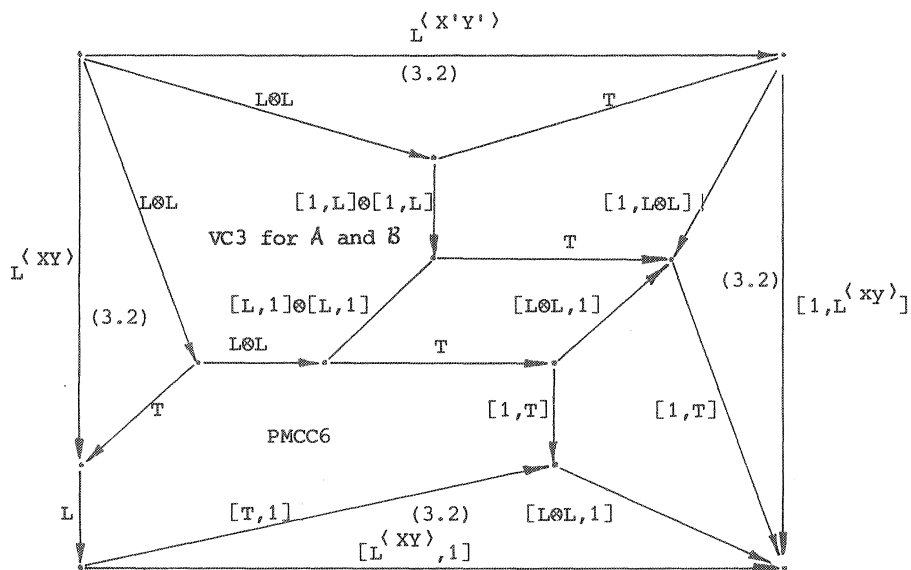 L⟨X'Y'⟩
(3.2)
L⊗L
T
L⊗L
[1,L]⊗[1,L]
[1,L⊗L]
VC3 for A and B
T
L⟨XY⟩
(3.2)
[1,L⟨xy⟩]
[L,1]⊗[L,1]
[L⊗L,1]
(3.2)
L⊗L
T
T
[1,T]
[1,T]
PMCC6
L
[T,1]
(3.2)
[L⊗L,1]
[L⟨XY⟩,1]